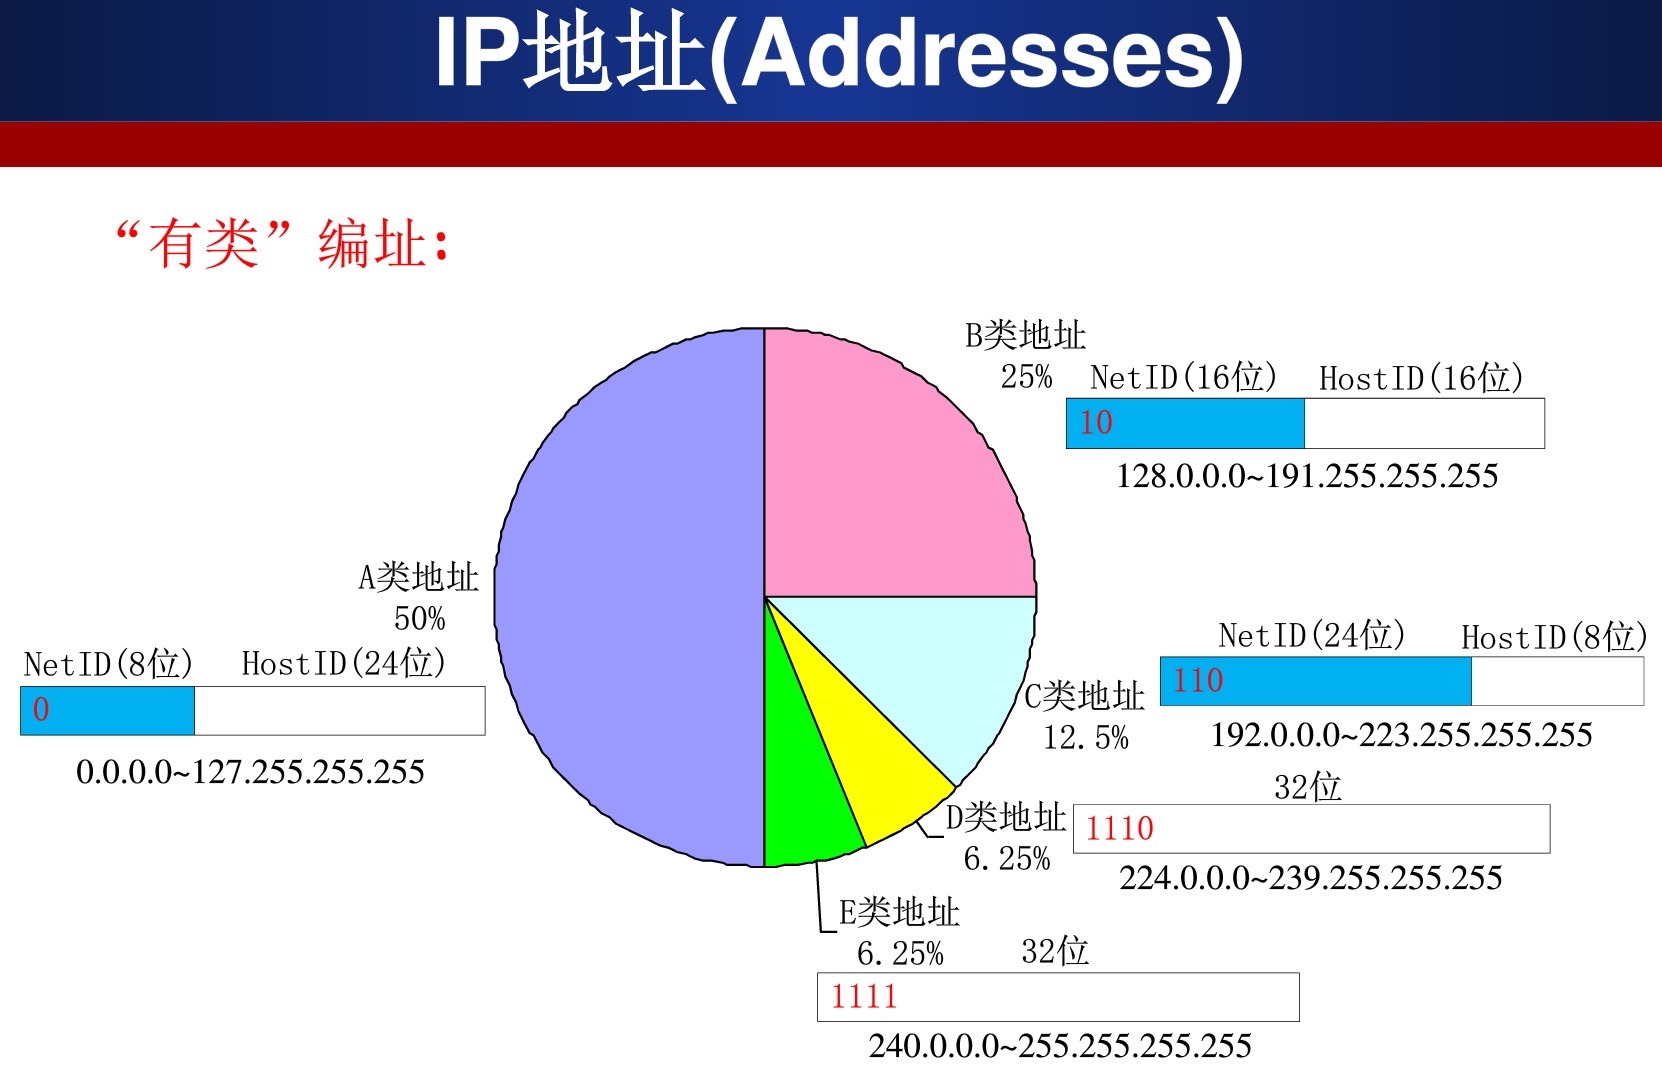 IP地址(Addresses)
“有类”编址:
B类地址
25%
NetID(16位) HostID(16位)
10
128.0.0.0~191.255.255.255
A类地址
50%
NetID(8位) HostID(24位)
0
0.0.0.0~127.255.255.255
NetID(24位) HostID(8位)
110
C类地址
12.5%
192.0.0.0~223.255.255.255
32位
D类地址
6.25%
1110
224.0.0.0~239.255.255.255
E类地址
6.25%
32位
1111
240.0.0.0~255.255.255.255